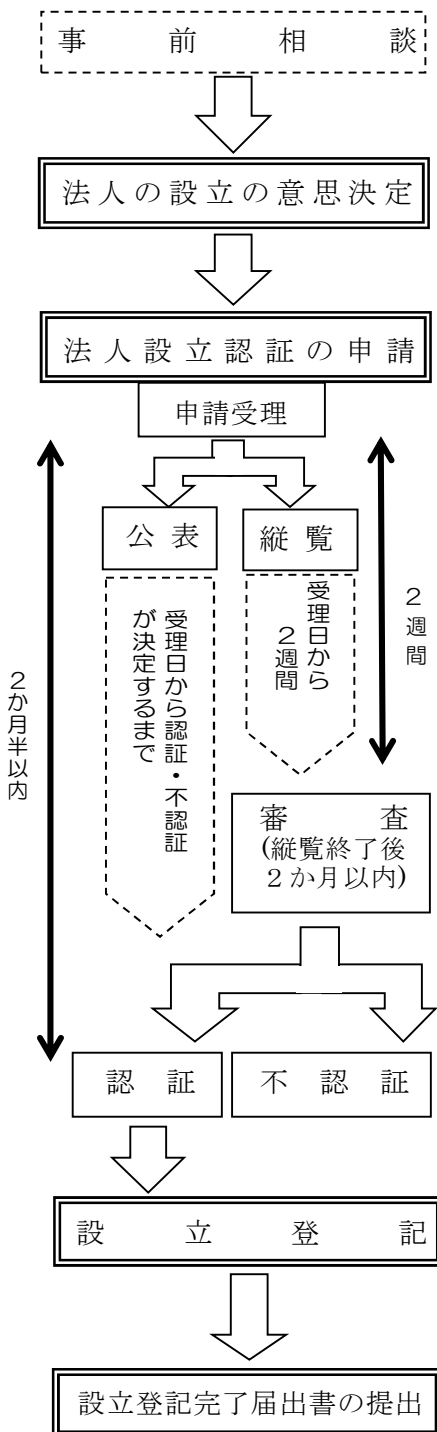 事前相談
法人の設立の意思決定
法人設立認証の申請
申請受理
公表
縦覧
受理日から認証・不認証
が決定するまで
受理日から
２週間
２週間
２か月半以内
審査
(縦覧終了後
２か月以内)
認証
不認証
設立登記
設立登記完了届出書の提出